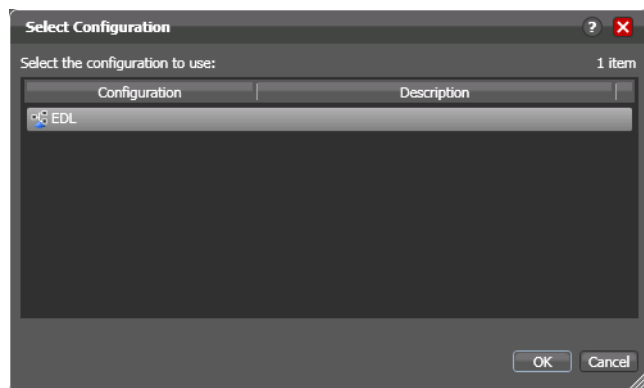 Select Configuration ?
Select the configuration to use: 1 item
Configuration Description
EDL
OK Cancel